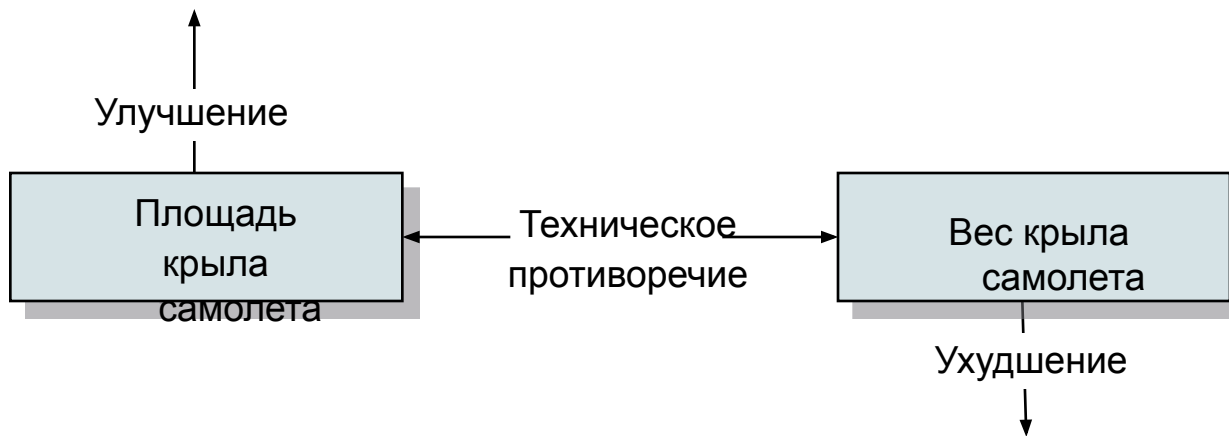 Улучшение
Площадь
крыла
самолета
Техническое
противоречие
Вес крыла
самолета
Ухудшение